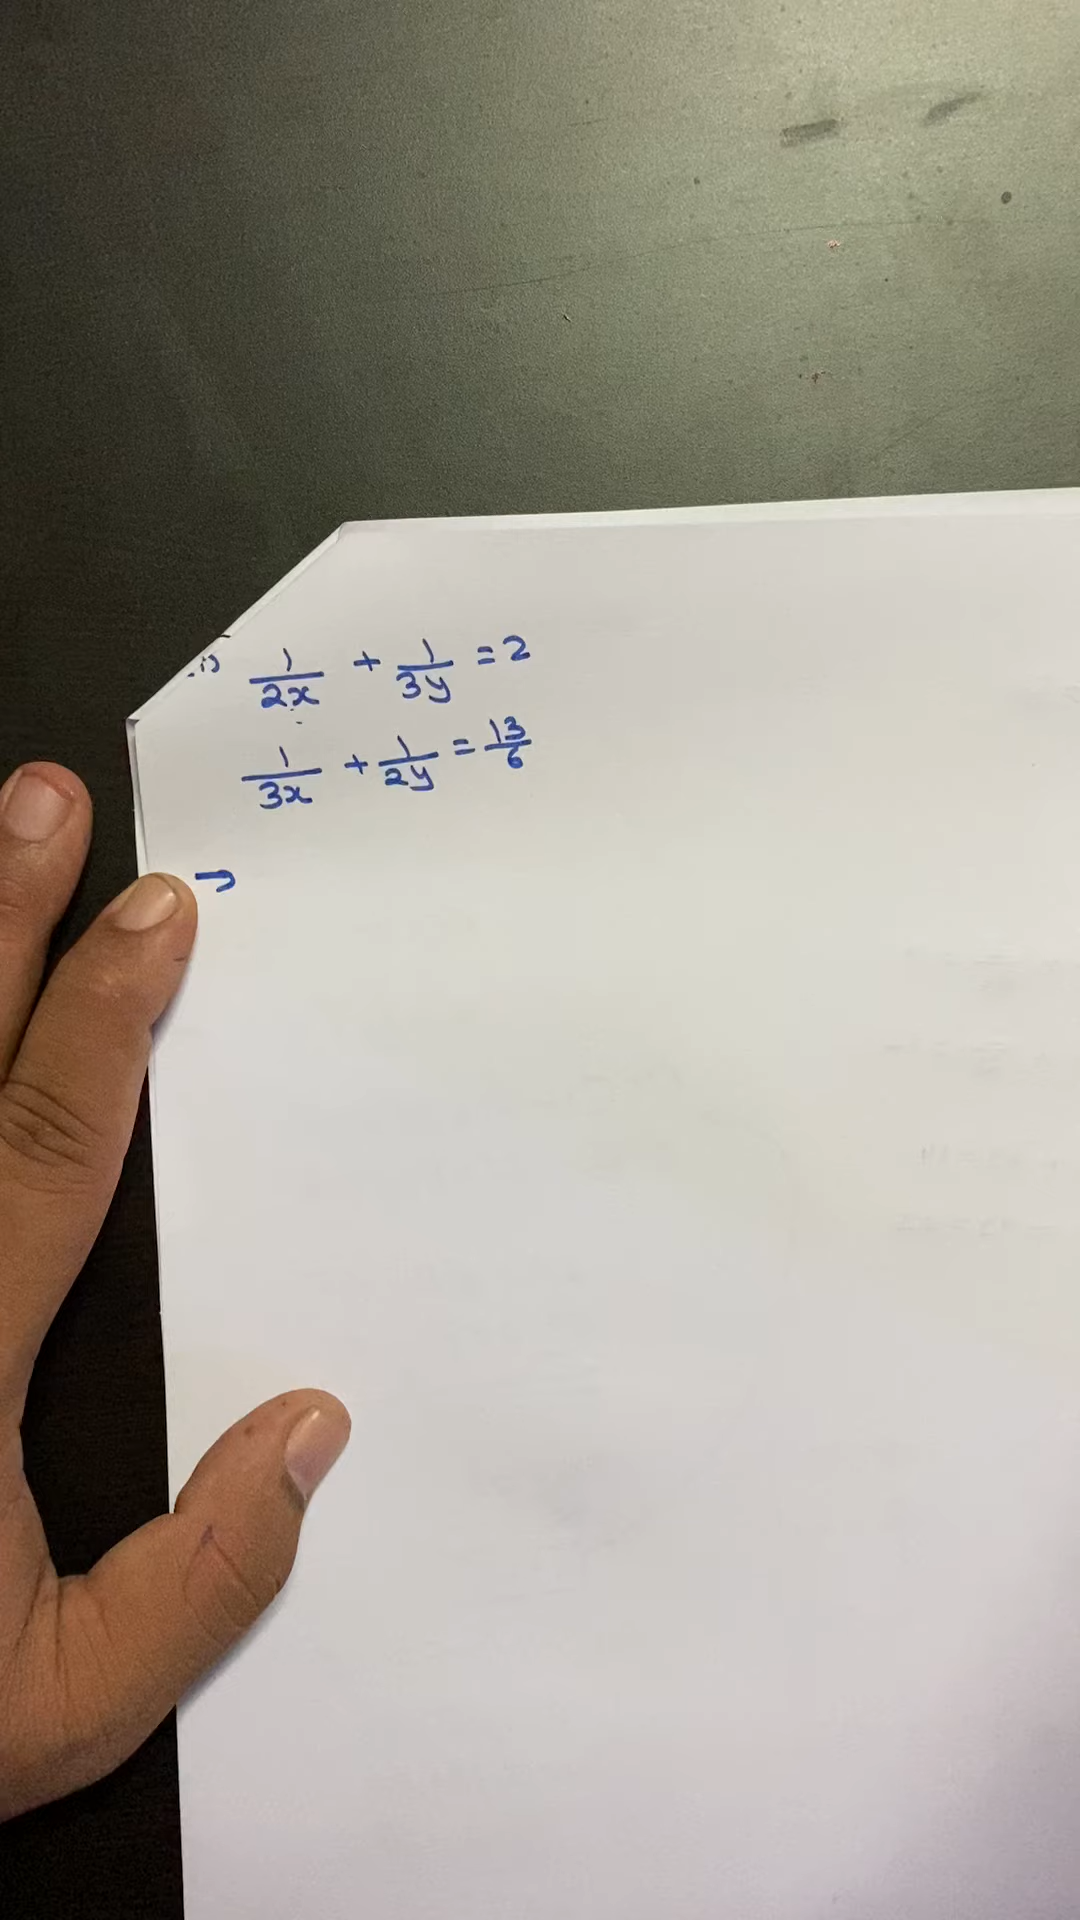 i) 1/2x + 1/3y = 2
1/3x + 1/2y = 13/6
→